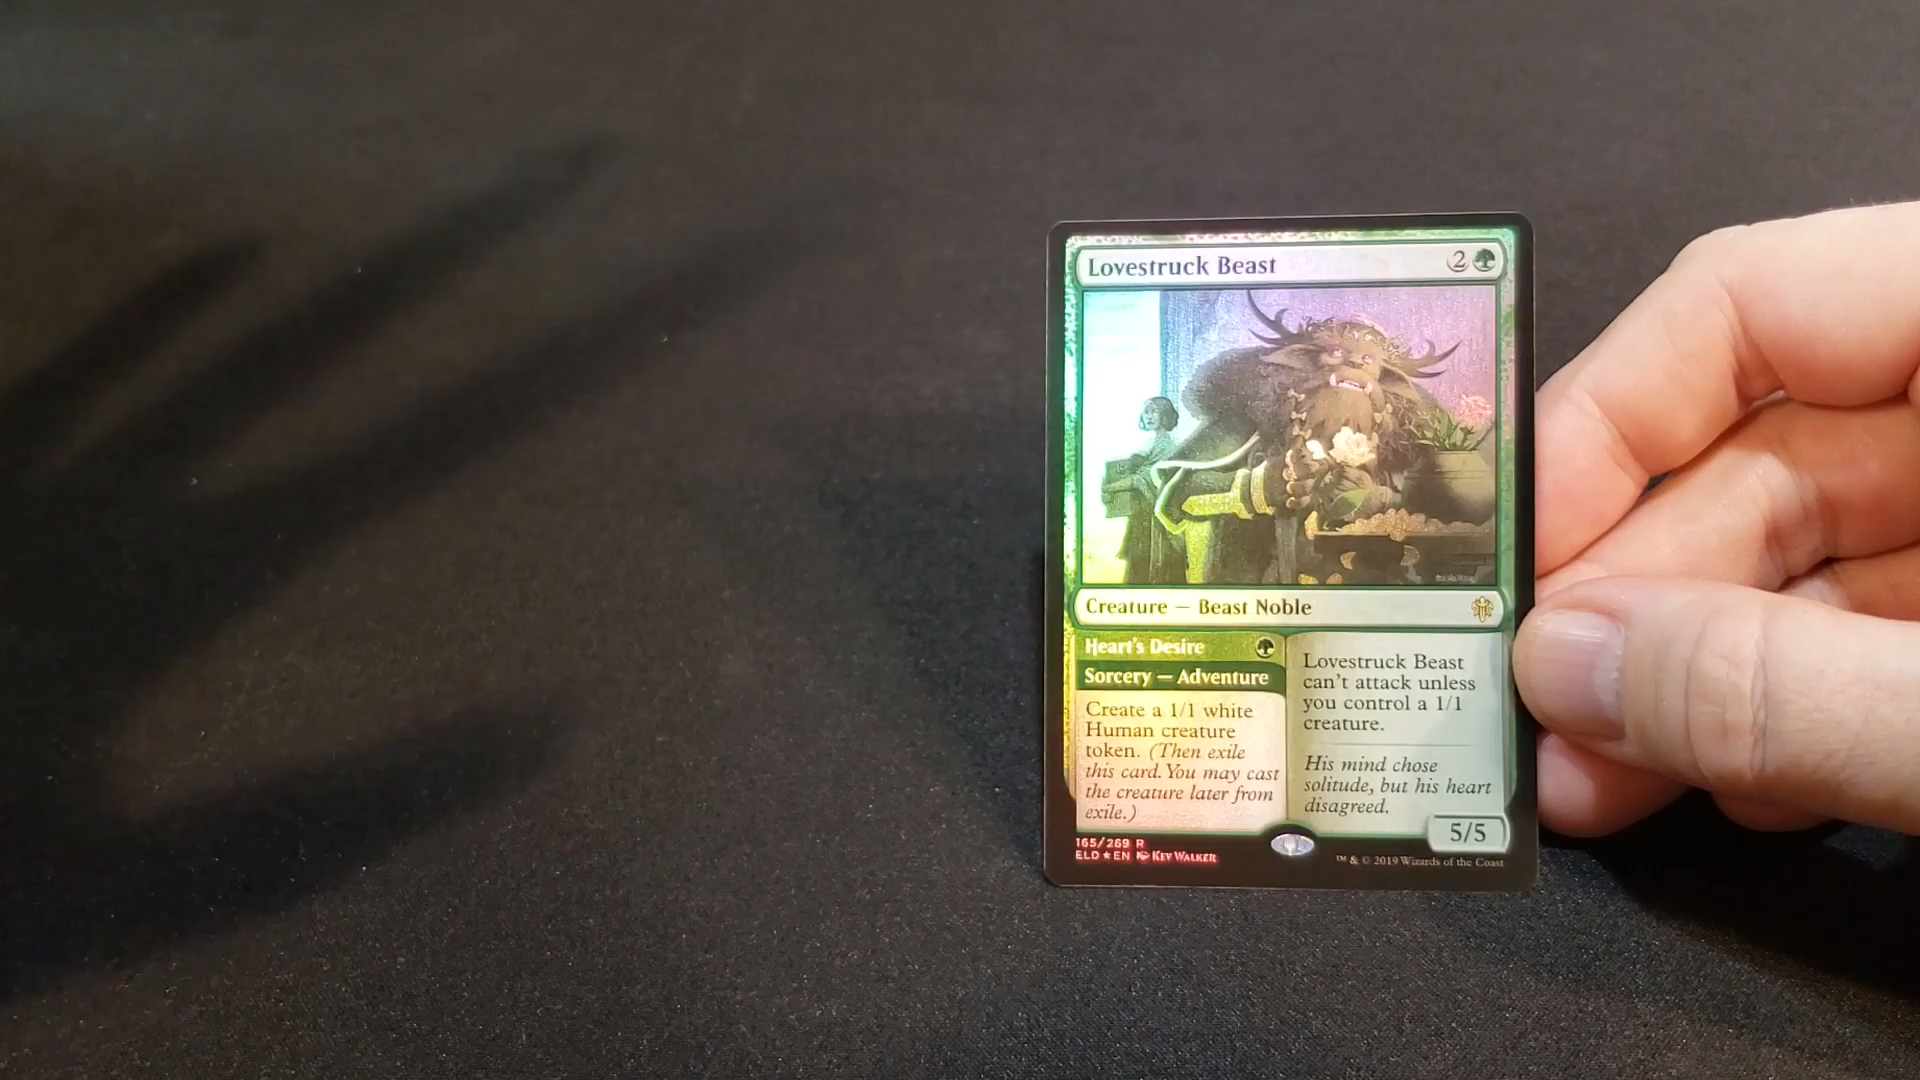 Lovestruck Beast 2
Creature — Beast Noble
Heart's Desire
Sorcery — Adventure
Create a 1/1 white
Human creature
token. (Then exile
this card. You may cast
the creature later from
exile.)
Lovestruck Beast
can't attack unless
you control a 1/1
creature.
His mind chose
solitude, but his heart
disagreed.
5/5
165/269 R
ELD ★ EN Kev Walker
™ & © 2019 Wizards of the Coast